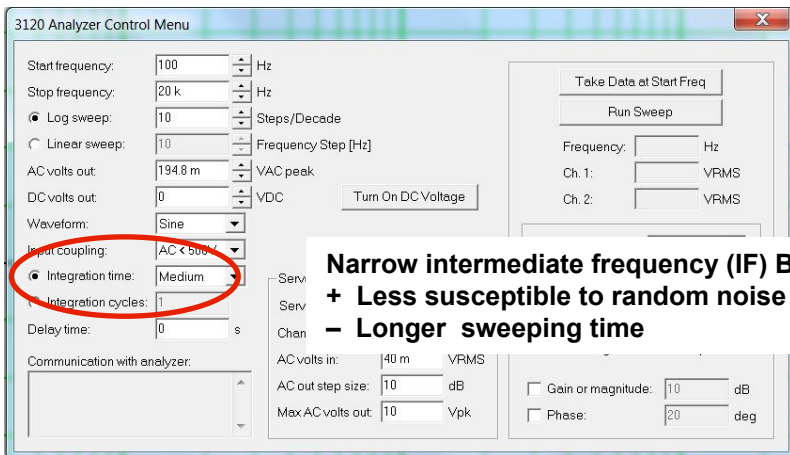 3120 Analyzer Control Menu
Start frequency: 100 Hz
Stop frequency: 20 k Hz
Log sweep: 10 Steps/Decade
Linear sweep: 10 Frequency Step [Hz]
AC volts out: 194.8 m VAC peak
DC volts out: 0 VDC Turn On DC Voltage
Waveform: Sine
Input coupling: AC < 500V
Integration time: Medium
Integration cycles: 1
Delay time: 0 s
Communication with analyzer:
Take Data at Start Freq
Run Sweep
Frequency: Hz
Ch. 1: VRMS
Ch. 2: VRMS
Narrow intermediate frequency (IF) B
+ Less susceptible to random noise
– Longer sweeping time
AC volts in: 40 m VRMS
AC out step size: 10 dB
Max AC volts out: 10 Vpk
Gain or magnitude: 10 dB
Phase: 20 deg